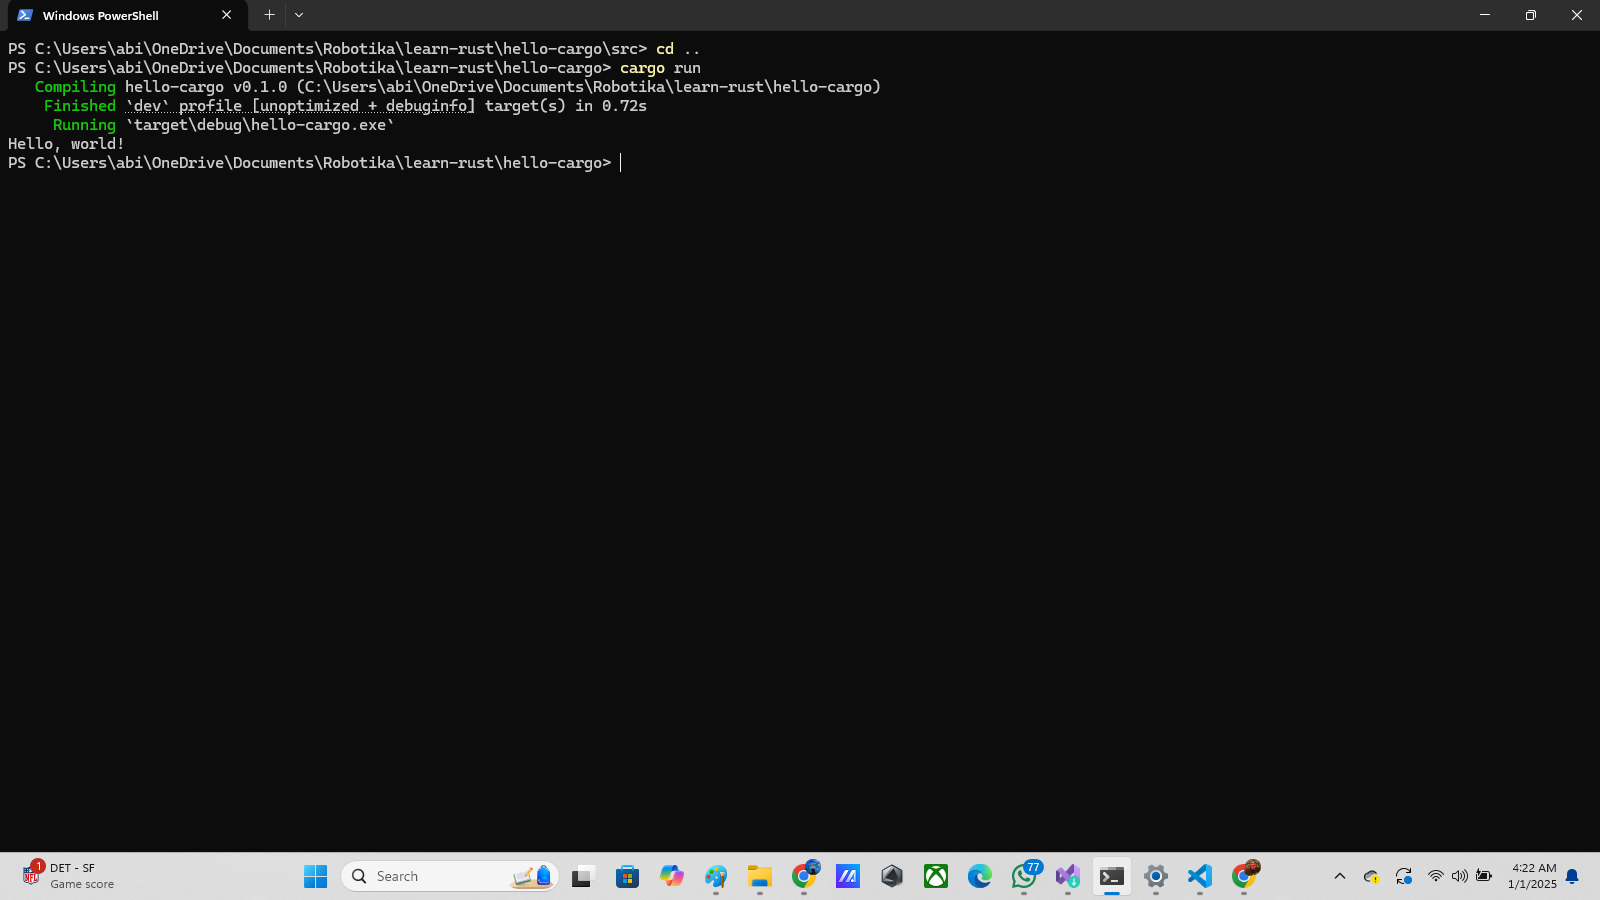 Windows PowerShell
PS C:\Users\abi\OneDrive\Documents\Robotika\learn-rust\hello-cargo\src> cd ..
PS C:\Users\abi\OneDrive\Documents\Robotika\learn-rust\hello-cargo> cargo run
   Compiling hello-cargo v0.1.0 (C:\Users\abi\OneDrive\Documents\Robotika\learn-rust\hello-cargo)
    Finished `dev` profile [unoptimized + debuginfo] target(s) in 0.72s
     Running `target\debug\hello-cargo.exe`
Hello, world!
PS C:\Users\abi\OneDrive\Documents\Robotika\learn-rust\hello-cargo>
1
NFL
DET - SF
Game score
Search
77
4:22 AM
1/1/2025